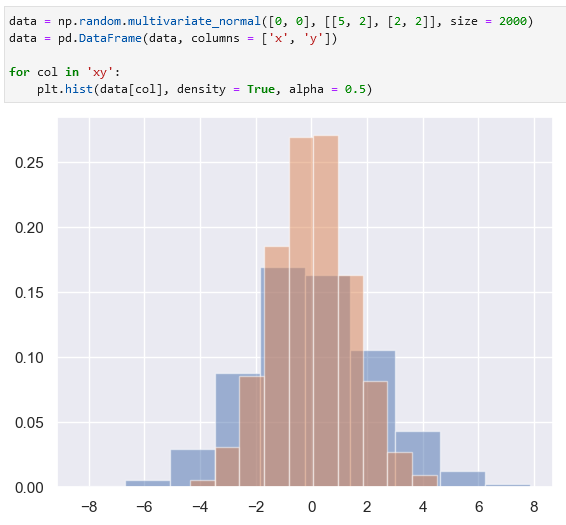 data = np.random.multivariate_normal([0, 0], [[5, 2], [2, 2]], size = 2000)
data = pd.DataFrame(data, columns = ['x', 'y'])
for col in 'xy':
    plt.hist(data[col], density = True, alpha = 0.5)
0.25
0.20
0.15
0.10
0.05
0.00
−8 −6 −4 −2 0 2 4 6 8